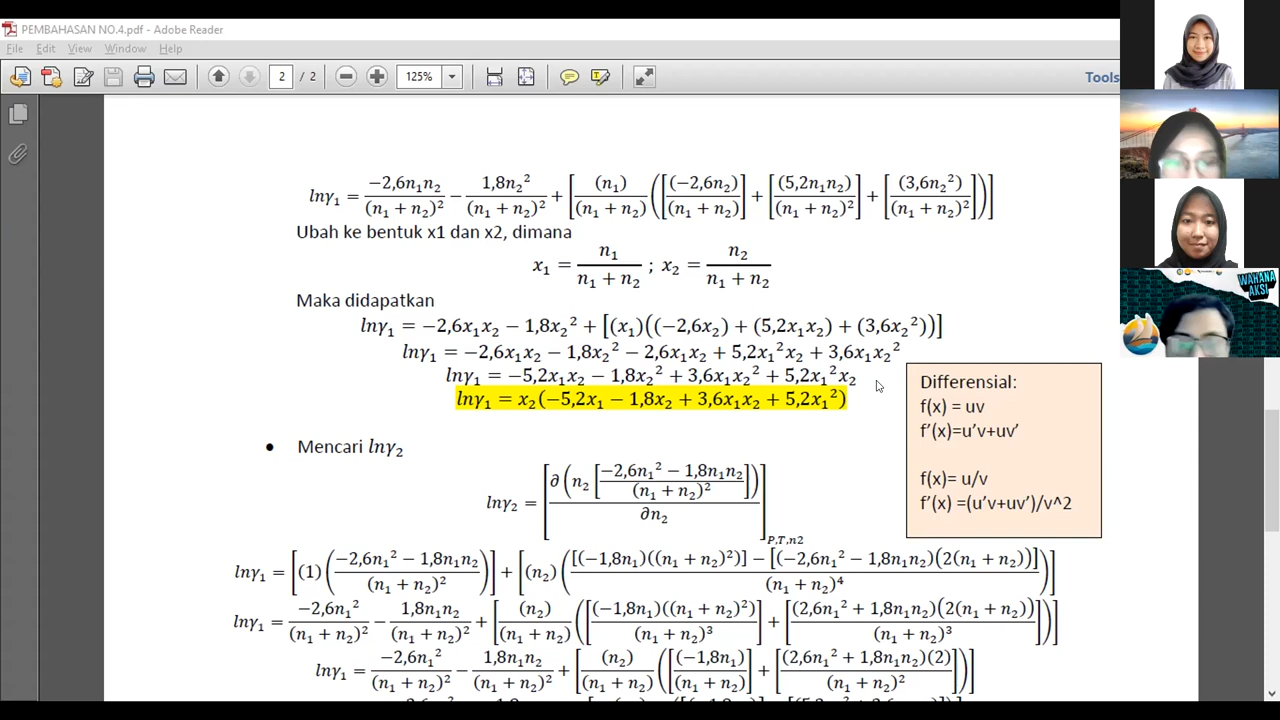 PEMBAHASAN NO.4.pdf - Adobe Reader
File Edit View Window Help
2 / 2 125% Tools
lnγ₁ = −2,6n₁n₂/(n₁ + n₂)² − 1,8n₂²/(n₁ + n₂)² + [(n₁)/(n₁ + n₂) ([(−2,6n₂)/(n₁ + n₂)] + [(5,2n₁n₂)/(n₁ + n₂)²] + [(3,6n₂²)/(n₁ + n₂)²])]
Ubah ke bentuk x1 dan x2, dimana
x₁ = n₁/(n₁ + n₂) ; x₂ = n₂/(n₁ + n₂)
Maka didapatkan
lnγ₁ = −2,6x₁x₂ − 1,8x₂² + [(x₁)((−2,6x₂) + (5,2x₁x₂) + (3,6x₂²))]
lnγ₁ = −2,6x₁x₂ − 1,8x₂² − 2,6x₁x₂ + 5,2x₁²x₂ + 3,6x₁x₂²
lnγ₁ = −5,2x₁x₂ − 1,8x₂² + 3,6x₁x₂² + 5,2x₁²x₂
lnγ₁ = x₂(−5,2x₁ − 1,8x₂ + 3,6x₁x₂ + 5,2x₁²)
• Mencari lnγ₂
lnγ₂ = [∂(n₂[−2,6n₁² − 1,8n₁n₂/(n₁ + n₂)²])/∂n₂]P,T,n2
lnγ₁ = [(1)(−2,6n₁² − 1,8n₁n₂/(n₁ + n₂)²)] + [(n₂)([(−1,8n₁)((n₁ + n₂)²)] − [(−2,6n₁² − 1,8n₁n₂)(2(n₁ + n₂))]/(n₁ + n₂)⁴)]
lnγ₁ = −2,6n₁²/(n₁ + n₂)² − 1,8n₁n₂/(n₁ + n₂)² + [(n₂)/(n₁ + n₂) ([(−1,8n₁)((n₁ + n₂)²)/(n₁ + n₂)³] + [(2,6n₁² + 1,8n₁n₂)(2(n₁ + n₂))/(n₁ + n₂)³])]
lnγ₁ = −2,6n₁²/(n₁ + n₂)² − 1,8n₁n₂/(n₁ + n₂)² + [(n₂)/(n₁ + n₂) ([(−1,8n₁)/(n₁ + n₂)] + [(2,6n₁² + 1,8n₁n₂)(2)/(n₁ + n₂)²])]
Differensial:
f(x) = uv
f’(x)=u’v+uv’
f(x)= u/v
f’(x) =(u’v+uv’)/v^2
WAHANA
AKSI